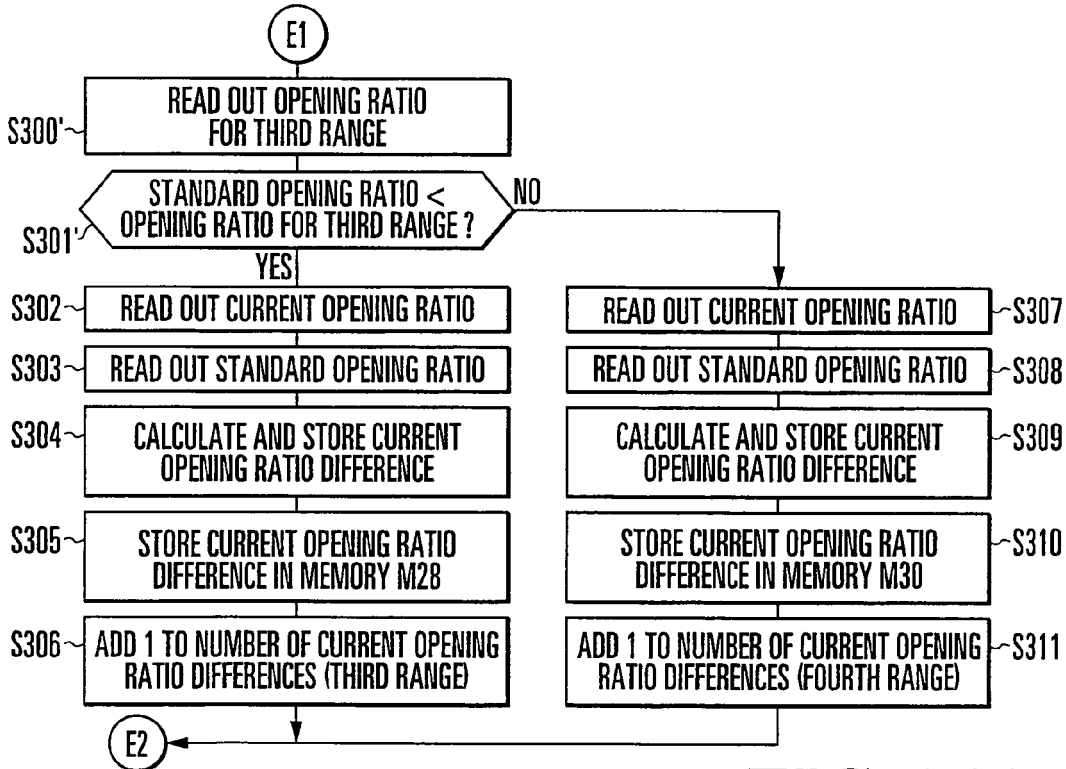 E1
S300'
READ OUT OPENING RATIO
FOR THIRD RANGE
S301'
STANDARD OPENING RATIO <
OPENING RATIO FOR THIRD RANGE ?
NO
YES
S302
READ OUT CURRENT OPENING RATIO
S303
READ OUT STANDARD OPENING RATIO
S304
CALCULATE AND STORE CURRENT
OPENING RATIO DIFFERENCE
S305
STORE CURRENT OPENING RATIO
DIFFERENCE IN MEMORY M28
S306
ADD 1 TO NUMBER OF CURRENT OPENING
RATIO DIFFERENCES (THIRD RANGE)
READ OUT CURRENT OPENING RATIO
S307
READ OUT STANDARD OPENING RATIO
S308
CALCULATE AND STORE CURRENT
OPENING RATIO DIFFERENCE
S309
STORE CURRENT OPENING RATIO
DIFFERENCE IN MEMORY M30
S310
ADD 1 TO NUMBER OF CURRENT OPENING
RATIO DIFFERENCES (FOURTH RANGE)
S311
E2